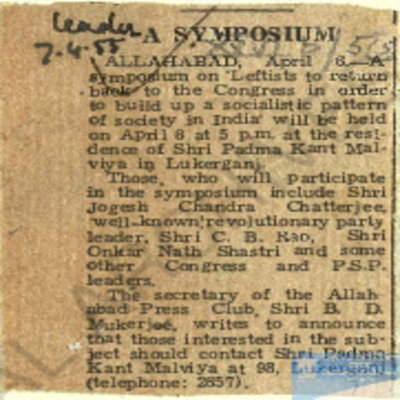 Leader
7-4-55
A SYMPOSIUM
ALLAHABAD, April 6.—A
symposium on 'Leftists to return
back to the Congress in order
to build up a socialistic pattern
of society in India' will be held
on April 8 at 5 p.m. at the resi-
dence of Shri Padma Kant Mal-
viya in Lukerganj.
Those, who will participate
in the symposium include Shri
Jogesh Chandra Chatterjee,
well-known revolutionary party
leader, Shri C. B. Rao, Shri
Onkar Nath Shastri and some
other Congress and P.S.P.
leaders.
The secretary of the Allah-
abad Press Club, Shri B. D.
Mukerjee, writes to announce
that those interested in the sub-
ject should contact Shri Padma
Kant Malviya at 98, Lukerganj
(telephone: 2857).